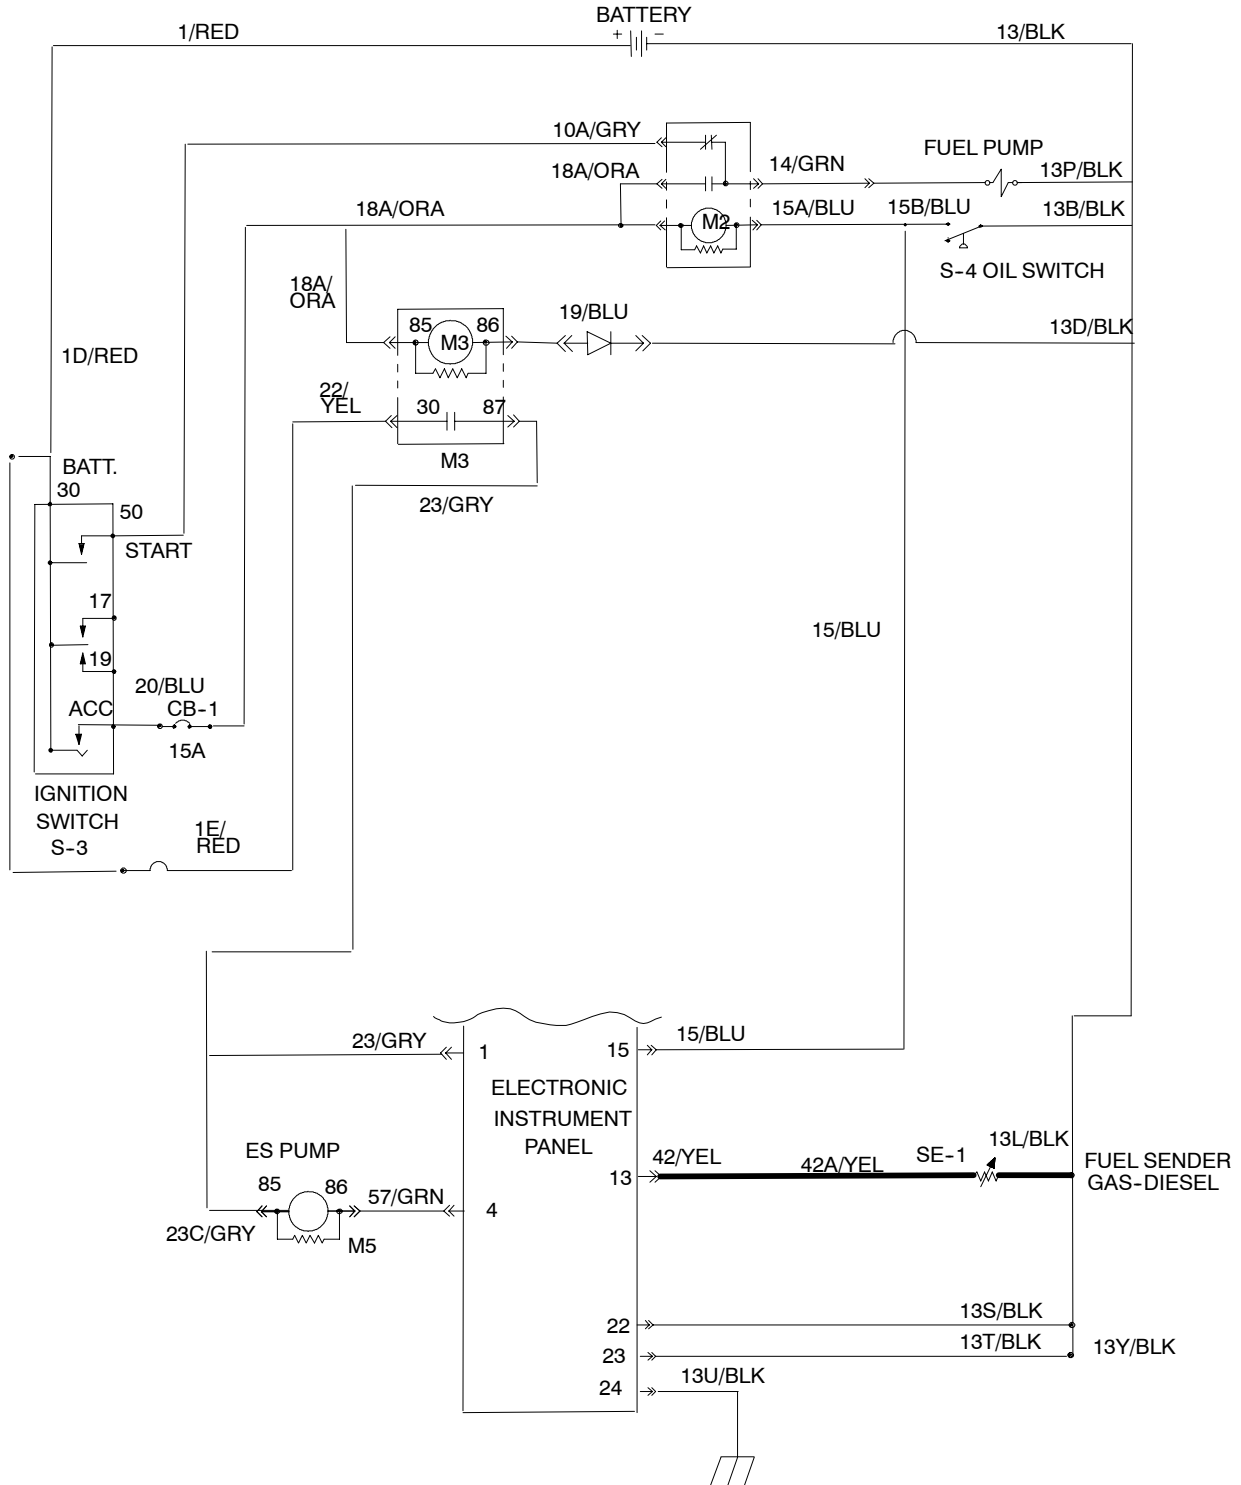 BATTERY
1/RED
+
−
13/BLK
10A/GRY
FUEL PUMP
18A/ORA
14/GRN
13P/BLK
18A/ORA
M2
15A/BLU
15B/BLU
13B/BLK
S-4 OIL SWITCH
18A/
ORA
19/BLU
85
M3
86
13D/BLK
1D/RED
22/
YEL
30
87
M3
BATT.
30
23/GRY
50
START
17
15/BLU
19
20/BLU
ACC
CB-1
15A
IGNITION
SWITCH
S-3
1E/
RED
23/GRY
1
15
15/BLU
ELECTRONIC
INSTRUMENT
PANEL
ES PUMP
13L/BLK
42/YEL
42A/YEL
SE-1
FUEL SENDER
GAS-DIESEL
13
85
86
57/GRN
4
23C/GRY
M5
22
13S/BLK
23
13T/BLK
13Y/BLK
24
13U/BLK